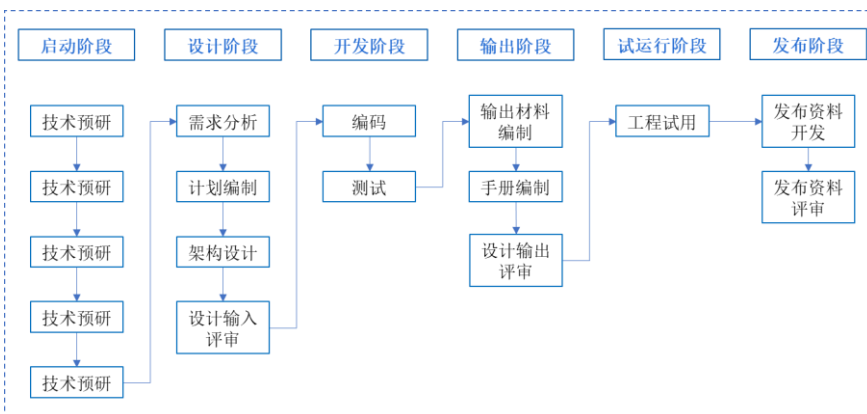 启动阶段
设计阶段
开发阶段
输出阶段
试运行阶段
发布阶段
技术预研
技术预研
技术预研
技术预研
技术预研
需求分析
计划编制
架构设计
设计输入
评审
编码
测试
输出材料
编制
手册编制
设计输出
评审
工程试用
发布资料
开发
发布资料
评审